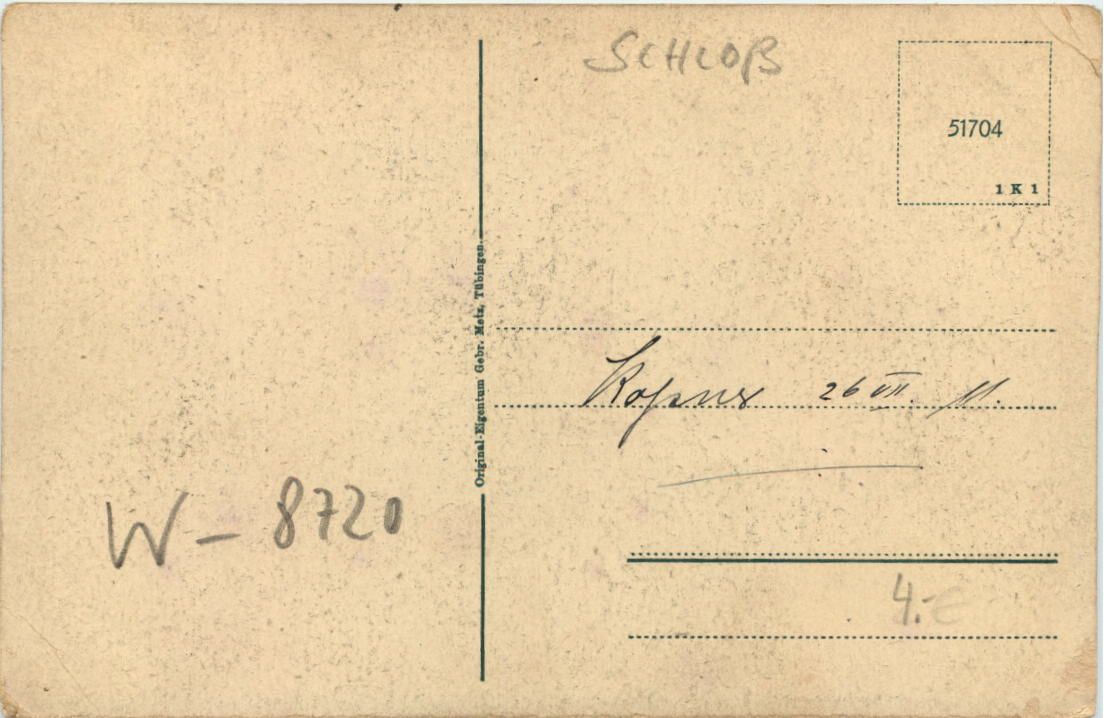 SCHLOß
51704
1 K 1
Original-Eigentum Gebr. Metz, Tübingen.
26 VII.
W - 8720
4.- €